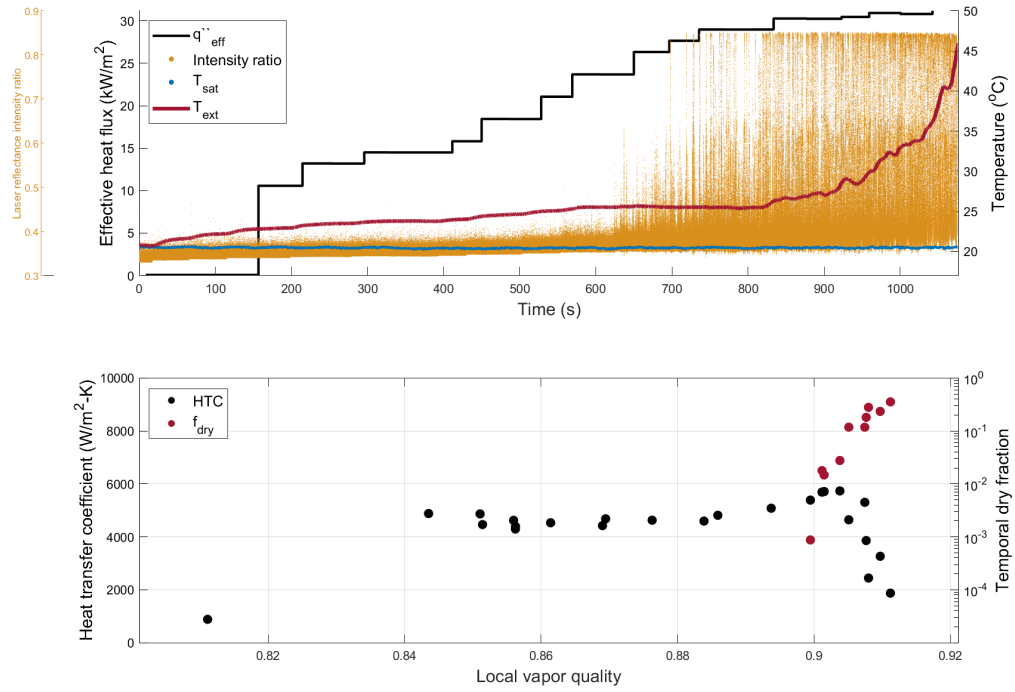 0.9
0.8
0.7
0.6
0.5
0.4
0.3
Laser reflectance intensity ratio
30
25
20
15
10
5
0
Effective heat flux (kW/m²)
q``eff
Intensity ratio
Tsat
Text
50
45
40
35
30
25
20
Temperature (°C)
0 100 200 300 400 500 600 700 800 900 1000
Time (s)
10000
8000
6000
4000
2000
0
Heat transfer coefficient (W/m²-K)
HTC
fdry
10⁰
10⁻¹
10⁻²
10⁻³
10⁻⁴
Temporal dry fraction
0.82 0.84 0.86 0.88 0.9 0.92
Local vapor quality